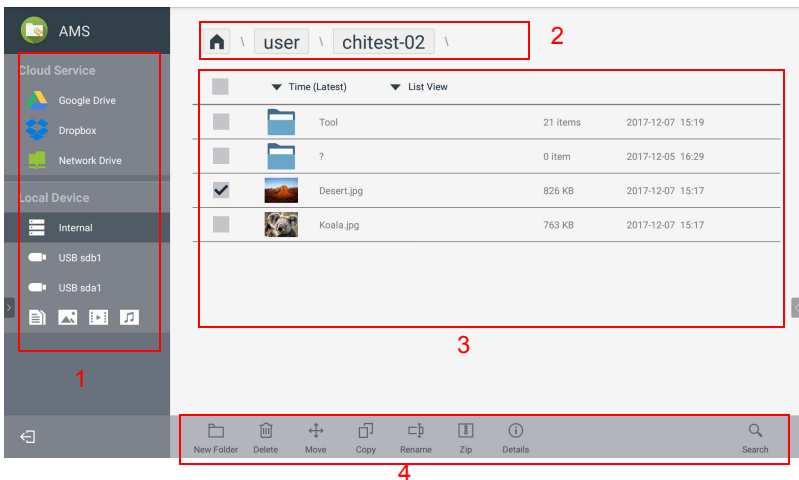 AMS
Cloud Service
Google Drive
Dropbox
Network Drive
Local Device
Internal
USB sdb1
USB sda1
1
\ user \ chitest-02 \
2
Time (Latest) List View
Tool 21 items 2017-12-07 15:19
? 0 item 2017-12-05 16:29
Desert.jpg 826 KB 2017-12-07 15:17
Koala.jpg 763 KB 2017-12-07 15:17
3
New Folder Delete Move Copy Rename Zip Details Search
4